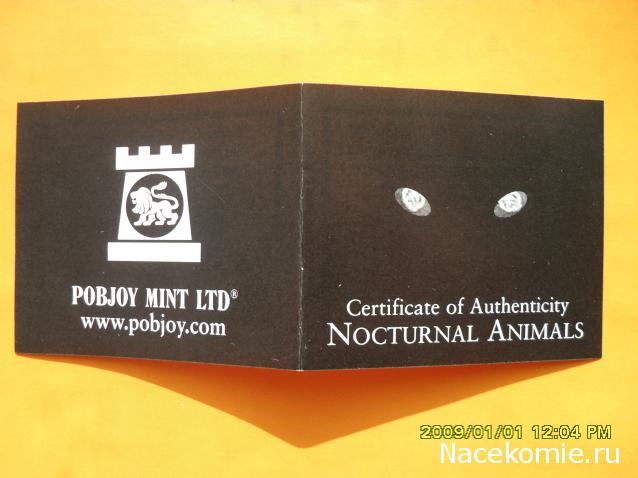 POBJOY MINT LTD®
www.pobjoy.com
Certificate of Authenticity
NOCTURNAL ANIMALS
2009/01/01 12:04 PM
Nacekomie.ru